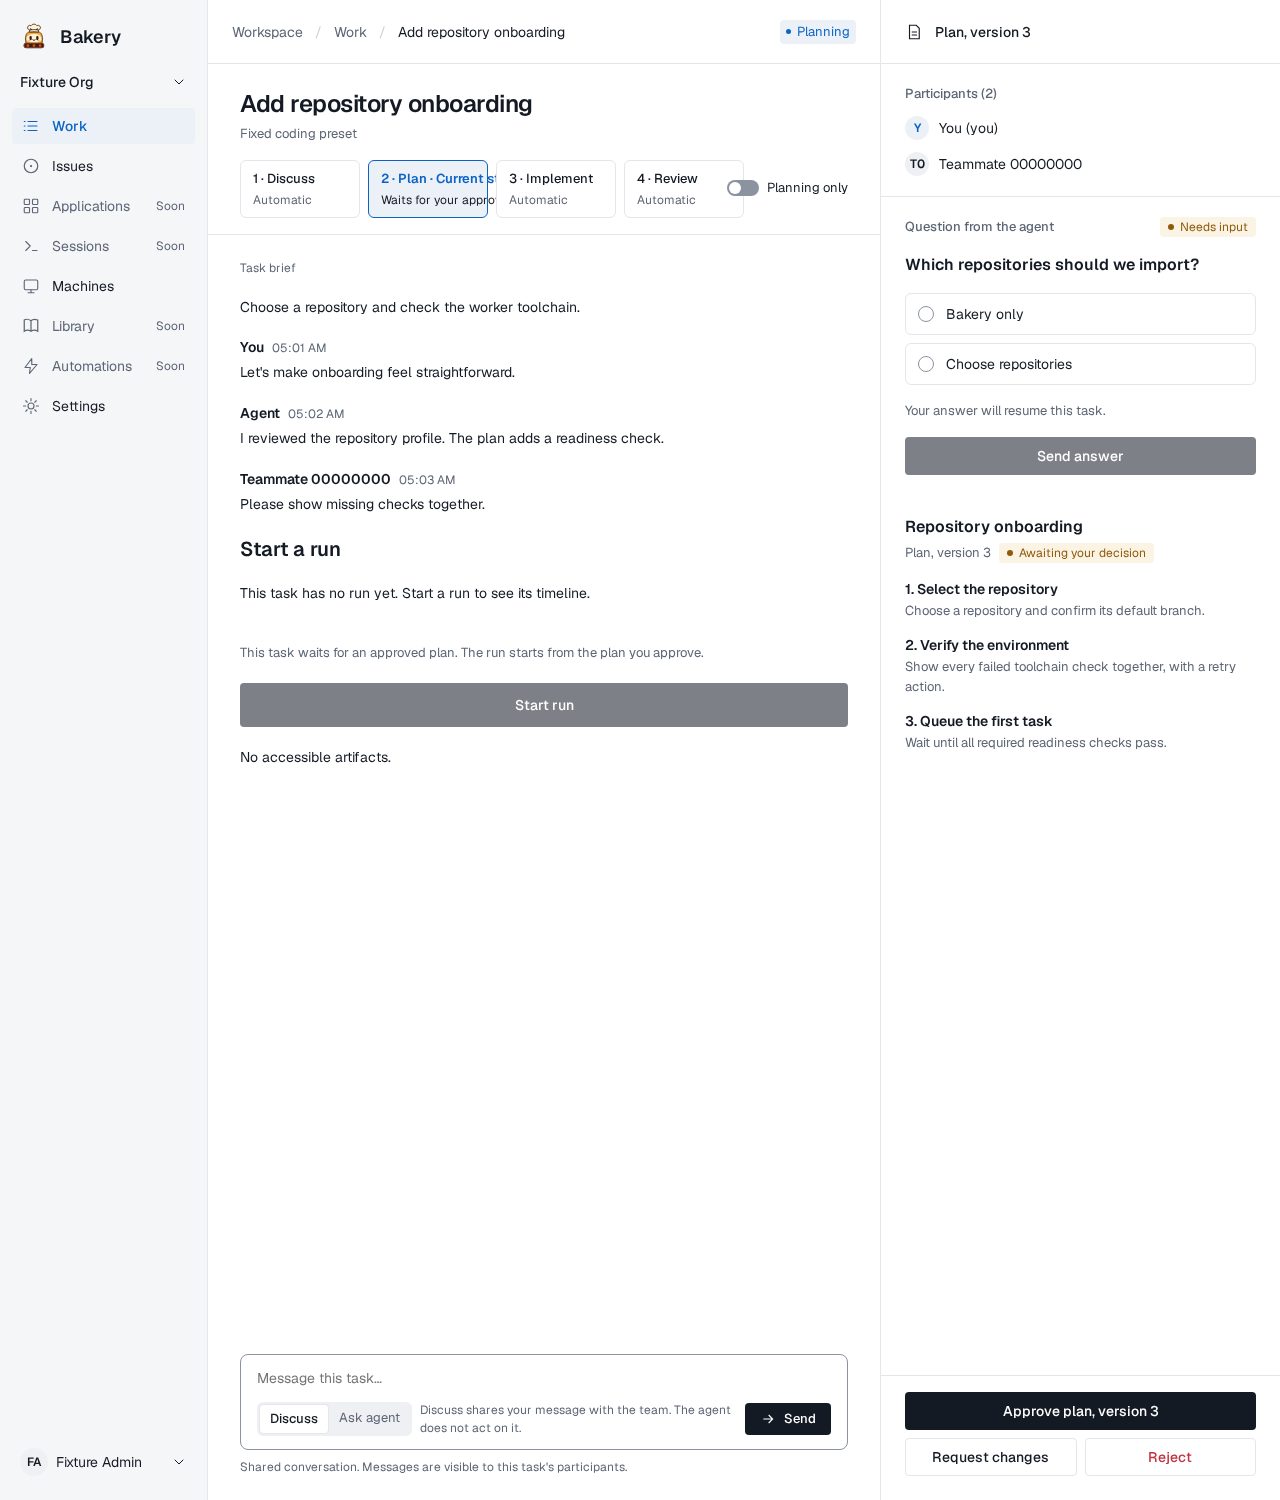 Bakery
Fixture Org
Work
Issues
Applications Soon
Sessions Soon
Machines
Library Soon
Automations Soon
Settings
FA Fixture Admin
Workspace / Work / Add repository onboarding
Planning
Add repository onboarding
Fixed coding preset
1 · Discuss
Automatic
2 · Plan · Current st
Waits for your approv
3 · Implement
Automatic
4 · Review
Automatic
Planning only
Task brief
Choose a repository and check the worker toolchain.
You 05:01 AM
Let's make onboarding feel straightforward.
Agent 05:02 AM
I reviewed the repository profile. The plan adds a readiness check.
Teammate 00000000 05:03 AM
Please show missing checks together.
Start a run
This task has no run yet. Start a run to see its timeline.
This task waits for an approved plan. The run starts from the plan you approve.
Start run
No accessible artifacts.
Message this task...
Discuss
Ask agent
Discuss shares your message with the team. The agent
does not act on it.
Send
Shared conversation. Messages are visible to this task's participants.
Plan, version 3
Participants (2)
Y You (you)
T0 Teammate 00000000
Question from the agent
Needs input
Which repositories should we import?
Bakery only
Choose repositories
Your answer will resume this task.
Send answer
Repository onboarding
Plan, version 3
Awaiting your decision
1. Select the repository
Choose a repository and confirm its default branch.
2. Verify the environment
Show every failed toolchain check together, with a retry
action.
3. Queue the first task
Wait until all required readiness checks pass.
Approve plan, version 3
Request changes
Reject